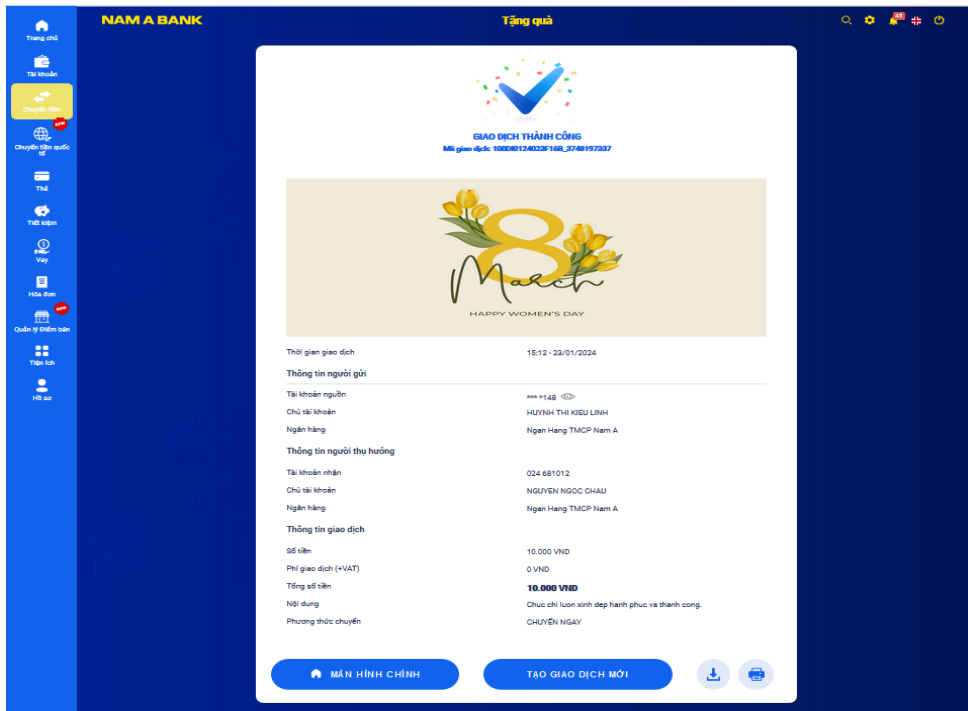 NAM A BANK
Tặng quà
49
Trang chủ
Tài khoản
Chuyển tiền
NEW
Chuyển tiền quốc
tế
Thẻ
Tiết kiệm
Vay
Hóa đơn
NEW
Quản lý Điểm bán
Tiện ích
Hồ sơ
GIAO DỊCH THÀNH CÔNG
Mã giao dịch:
8
March
HAPPY WOMEN'S DAY
Thời gian giao dịch 15:12 - 23/01/2024
Thông tin người gửi
Tài khoản nguồn *****148
Chủ tài khoản HUYNH THI KIEU LINH
Ngân hàng Ngan Hang TMCP Nam A
Thông tin người thụ hưởng
Tài khoản nhận 024 681012
Chủ tài khoản NGUYEN NGOC CHAU
Ngân hàng Ngan Hang TMCP Nam A
Thông tin giao dịch
Số tiền 10.000 VND
Phí giao dịch (+VAT) 0 VND
Tổng số tiền 10.000 VND
Nội dung Chuc chi luon xinh dep hanh phuc va thanh cong.
Phương thức chuyển CHUYỂN NGAY
MÀN HÌNH CHÍNH
TẠO GIAO DỊCH MỚI